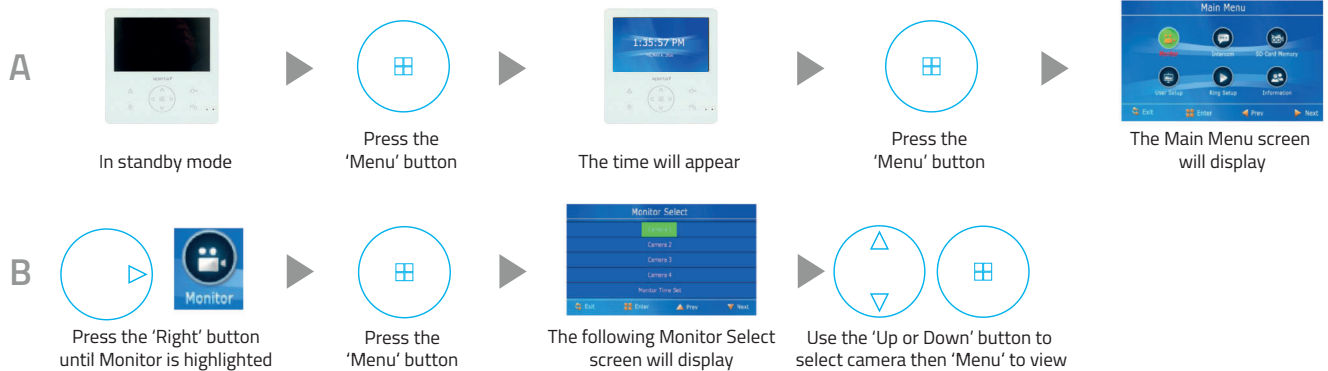 A
1:35:57 PM
aperta
aperta
Main Menu
Monitor
Intercom
SD Card Memory
User Setup
Ring Setup
Information
Exit
Enter
Prev
Next
In standby mode
Press the
'Menu' button
The time will appear
Press the
'Menu' button
The Main Menu screen
will display
B
Monitor
Monitor Select
Camera 1
Camera 2
Camera 3
Camera 4
Monitor Time Set
Exit
Enter
Prev
Next
Press the 'Right' button
until Monitor is highlighted
Press the
'Menu' button
The following Monitor Select
screen will display
Use the 'Up or Down' button to
select camera then 'Menu' to view